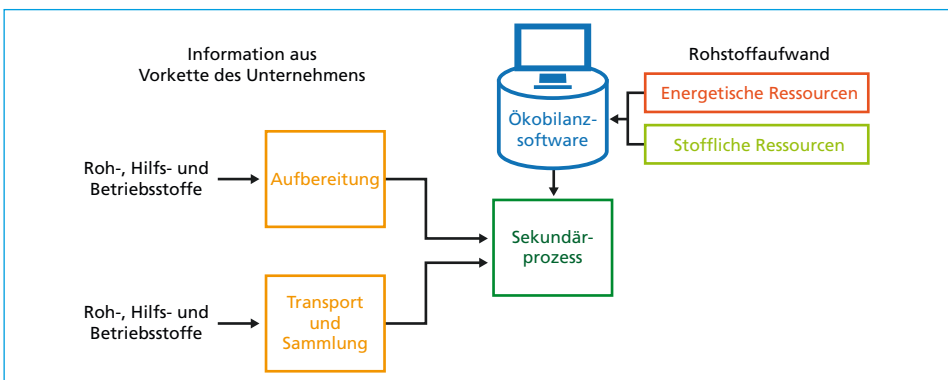 Information aus
Vorkette des Unternehmens
Rohstoffaufwand
Energetische Ressourcen
Stoffliche Ressourcen
Ökobilanz-
software
Roh-, Hilfs- und
Betriebsstoffe
Aufbereitung
Sekundär-
prozess
Roh-, Hilfs- und
Betriebsstoffe
Transport
und
Sammlung